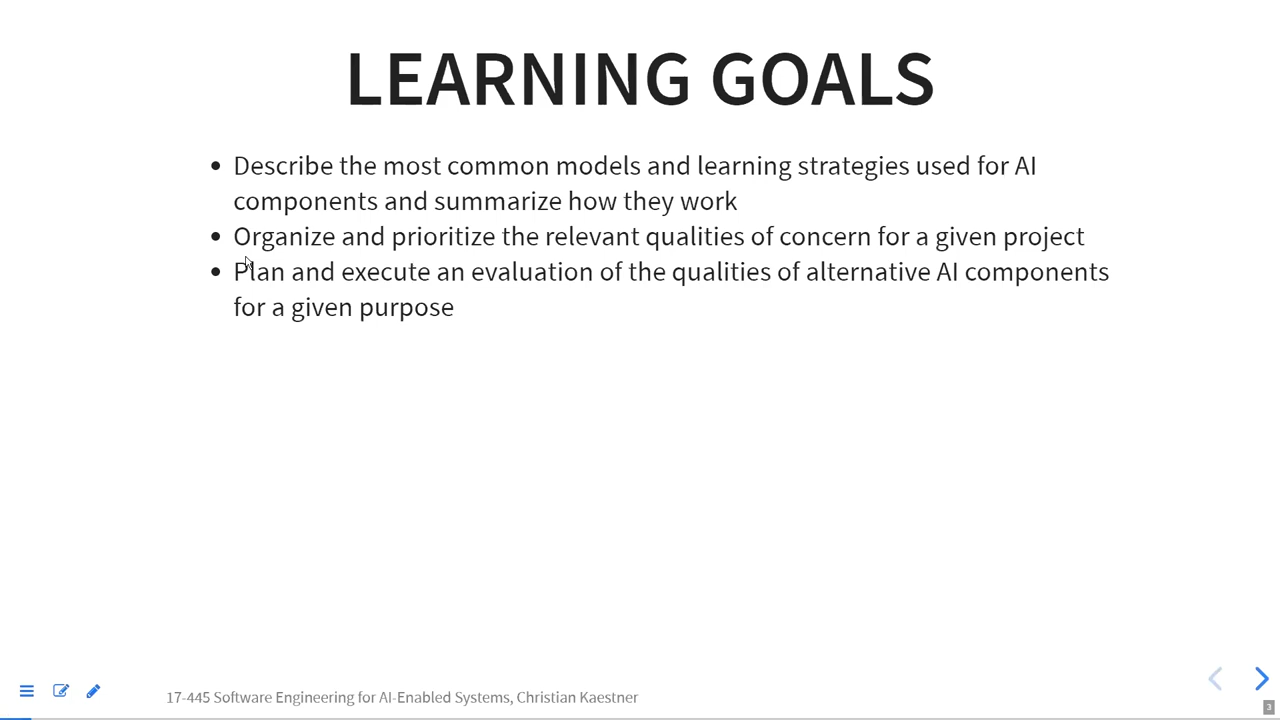 LEARNING GOALS
• Describe the most common models and learning strategies used for AI
components and summarize how they work
• Organize and prioritize the relevant qualities of concern for a given project
• Plan and execute an evaluation of the qualities of alternative AI components
for a given purpose
17-445 Software Engineering for AI-Enabled Systems, Christian Kaestner
3